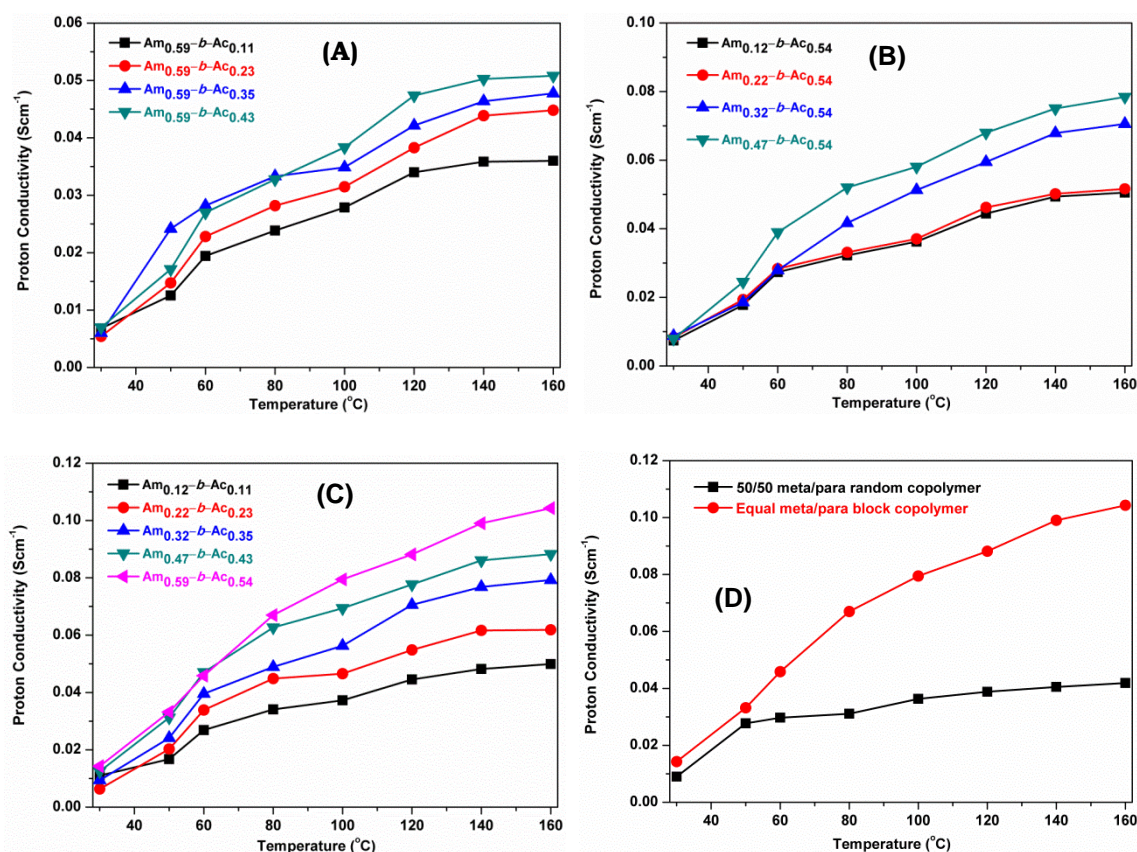 (A)
Am0.59-b-Ac0.11
Am0.59-b-Ac0.23
Am0.59-b-Ac0.35
Am0.59-b-Ac0.43
0.06
0.05
0.04
0.03
0.02
0.01
0.00
Proton Conductivity (Scm-1)
40 60 80 100 120 140 160
Temperature (oC)
(B)
Am0.12-b-Ac0.54
Am0.22-b-Ac0.54
Am0.32-b-Ac0.54
Am0.47-b-Ac0.54
0.10
0.08
0.06
0.04
0.02
0.00
Proton Conductivity (Scm-1)
40 60 80 100 120 140 160
Temperature (oC)
(C)
Am0.12-b-Ac0.11
Am0.22-b-Ac0.23
Am0.32-b-Ac0.35
Am0.47-b-Ac0.43
Am0.59-b-Ac0.54
0.12
0.10
0.08
0.06
0.04
0.02
0.00
Proton Conductivity (Scm-1)
40 60 80 100 120 140 160
Temperature (oC)
50/50 meta/para random copolymer
Equal meta/para block copolymer
(D)
0.12
0.10
0.08
0.06
0.04
0.02
0.00
Proton Conductivity (Scm-1)
40 60 80 100 120 140 160
Temperature (oC)